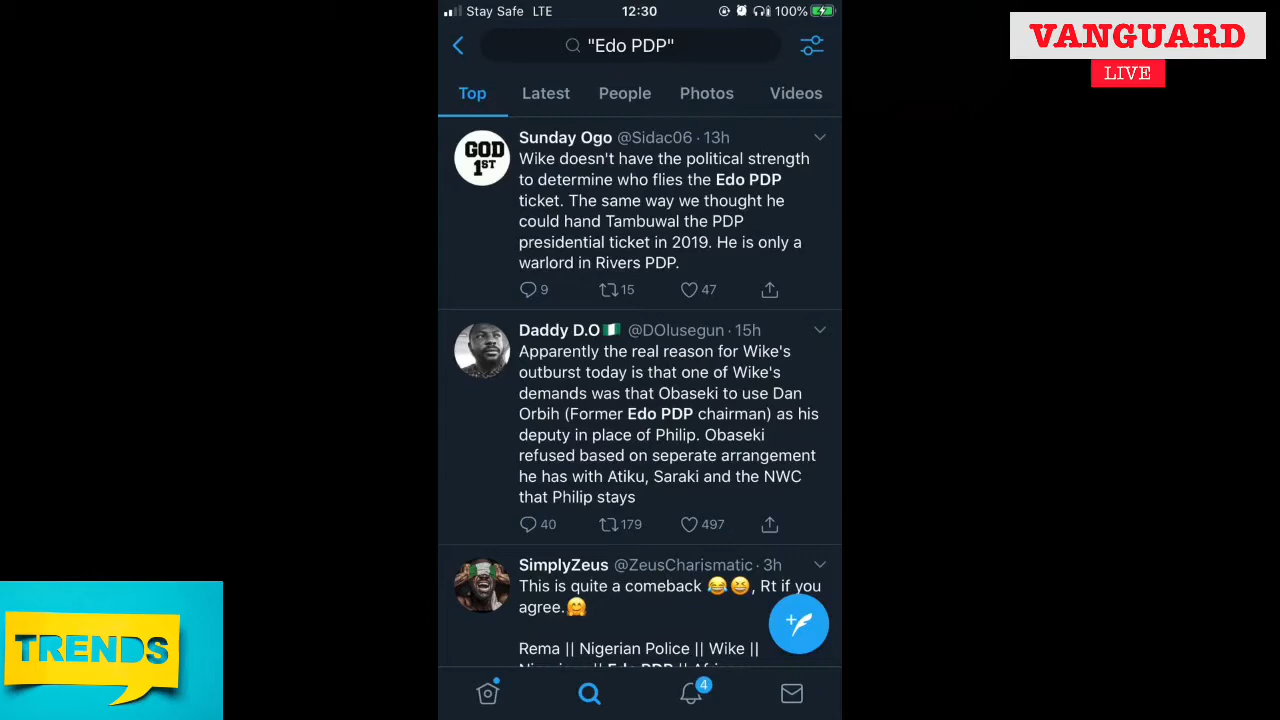 Stay Safe LTE 12:30 100%
VANGUARD
LIVE
"Edo PDP"
Top Latest People Photos Videos
GOD
1ST
Sunday Ogo @Sidac06 · 13h
Wike doesn't have the political strength
to determine who flies the Edo PDP
ticket. The same way we thought he
could hand Tambuwal the PDP
presidential ticket in 2019. He is only a
warlord in Rivers PDP.
9 15 47
Daddy D.O🇳🇬 @DOlusegun · 15h
Apparently the real reason for Wike's
outburst today is that one of Wike's
demands was that Obaseki to use Dan
Orbih (Former Edo PDP chairman) as his
deputy in place of Philip. Obaseki
refused based on seperate arrangement
he has with Atiku, Saraki and the NWC
that Philip stays
40 179 497
SimplyZeus @ZeusCharismatic · 3h
This is quite a comeback 😂😆, Rt if you
agree.🤗
Rema || Nigerian Police || Wike ||
Edo PDP ||
4
TRENDS